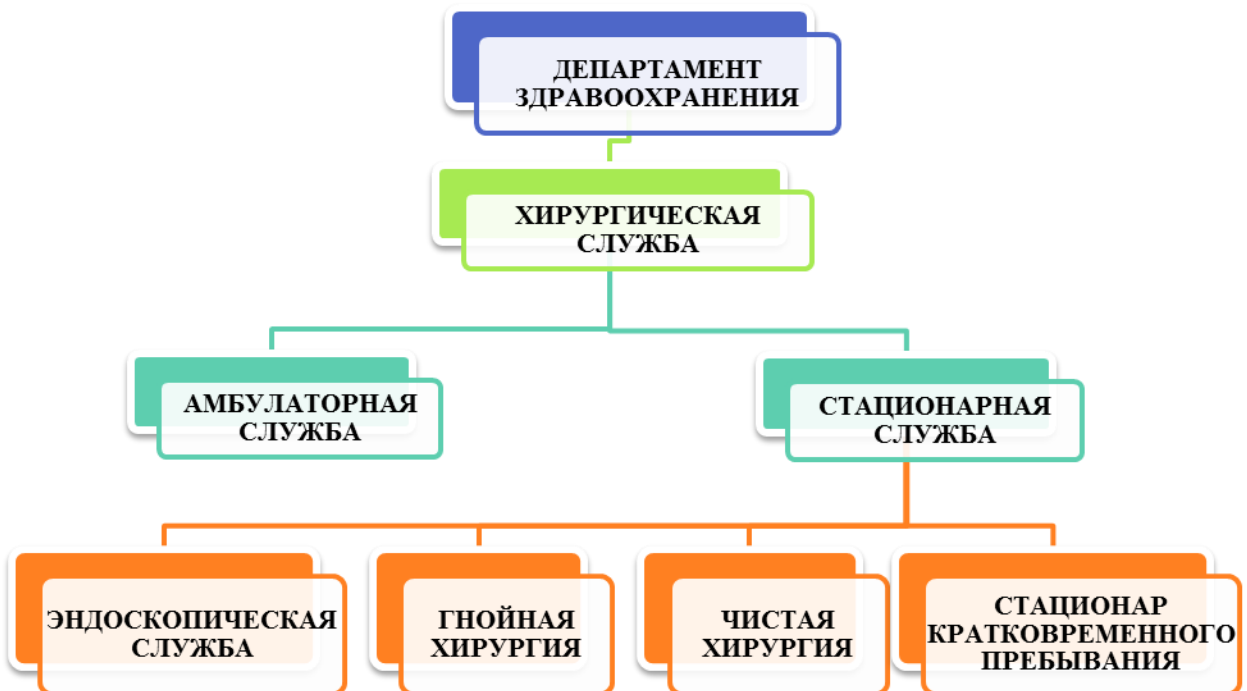 ДЕПАРТАМЕНТ
ЗДРАВООХРАНЕНИЯ
ХИРУРГИЧЕСКАЯ
СЛУЖБА
АМБУЛАТОРНАЯ
СЛУЖБА
СТАЦИОНАРНАЯ
СЛУЖБА
ЭНДОСКОПИЧЕСКАЯ
СЛУЖБА
ГНОЙНАЯ
ХИРУРГИЯ
ЧИСТАЯ
ХИРУРГИЯ
СТАЦИОНАР
КРАТКОВРЕМЕННОГО
ПРЕБЫВАНИЯ